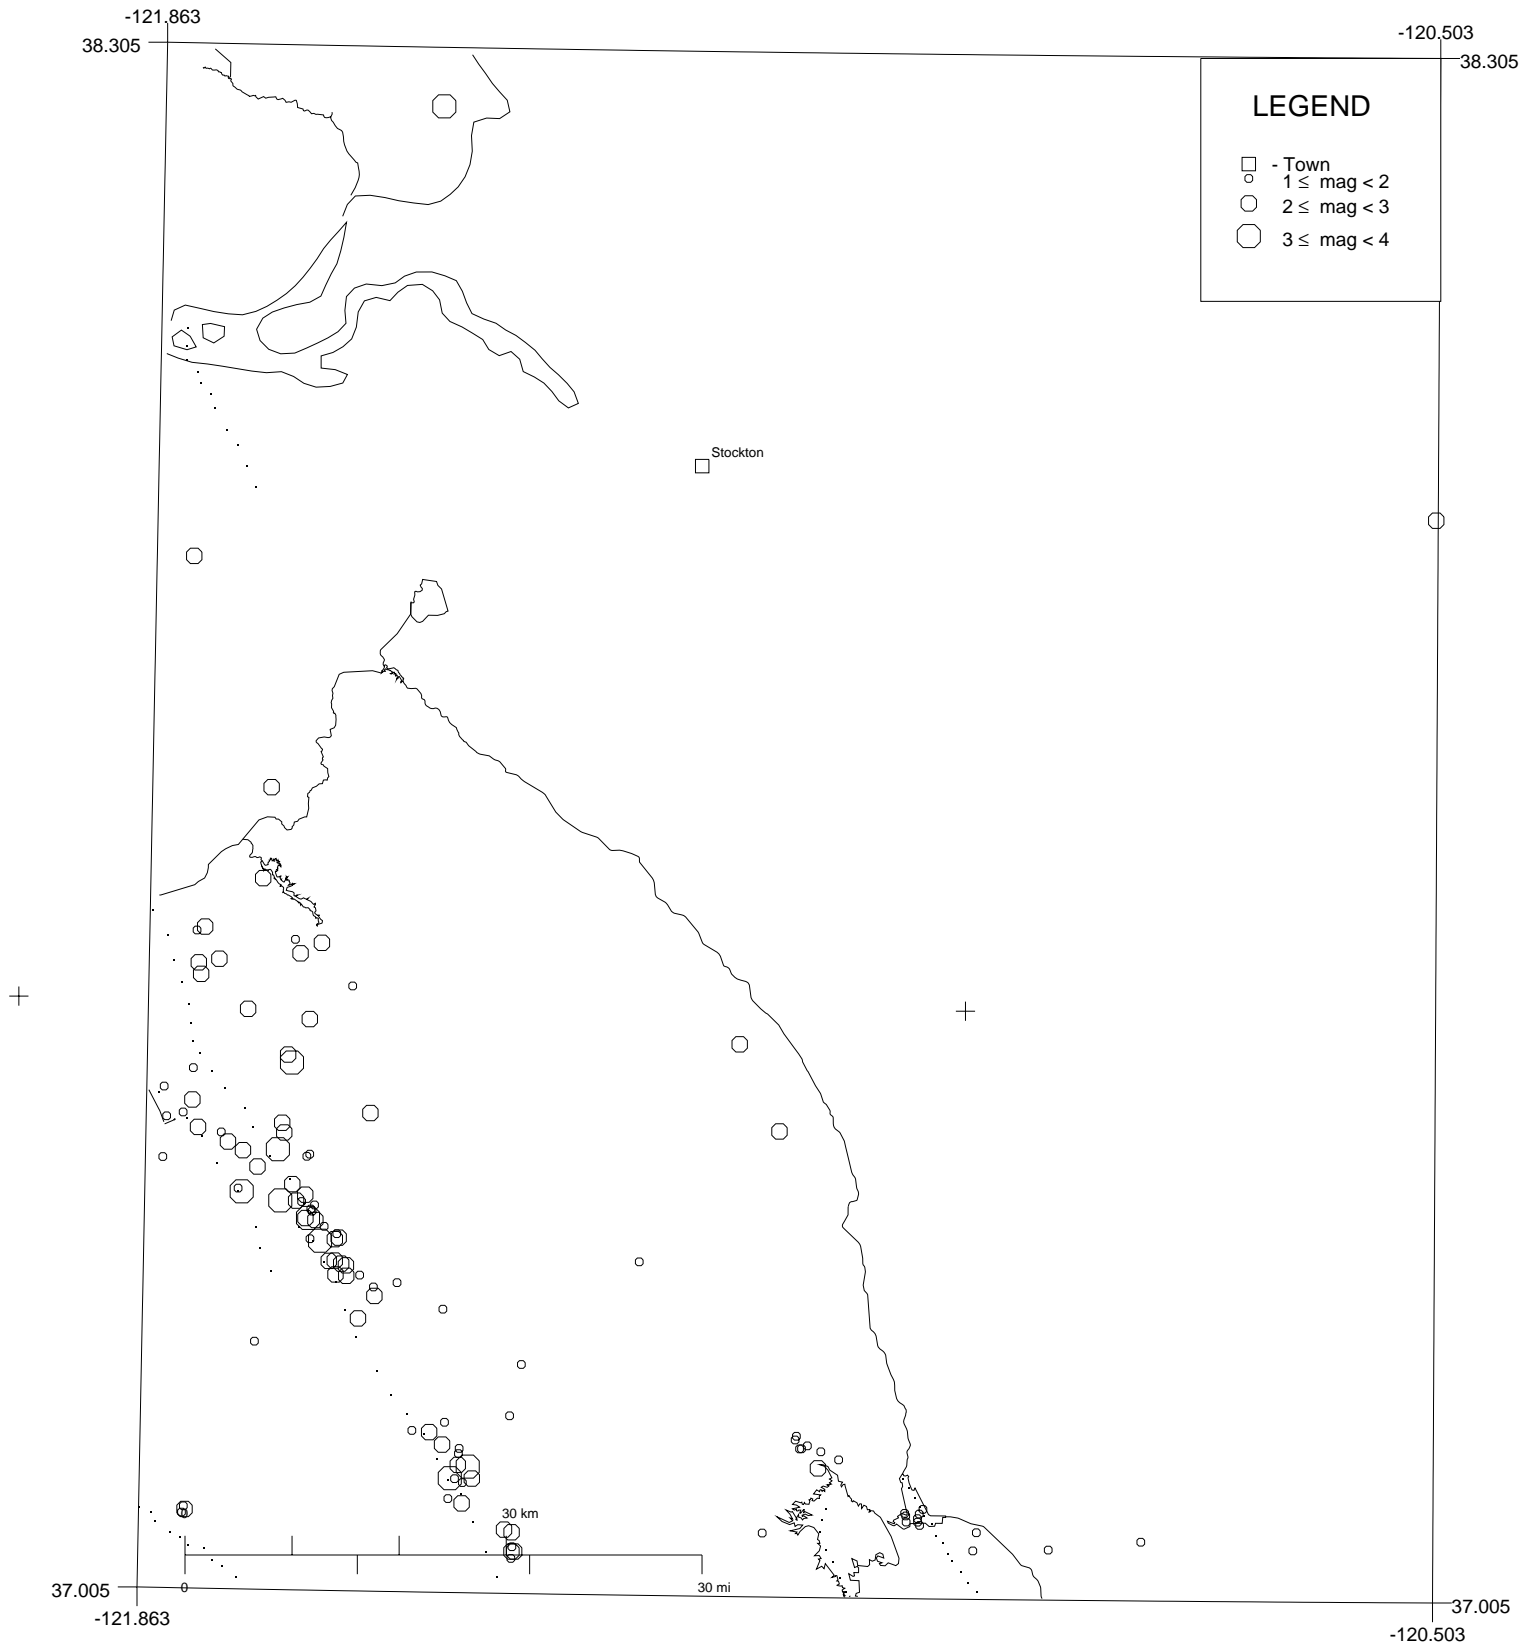 -121.863
-120.503
38.305
38.305
LEGEND
- Town
1 ≤ mag < 2
2 ≤ mag < 3
3 ≤ mag < 4
Stockton
30 km
0
30 mi
37.005
37.005
-121.863
-120.503